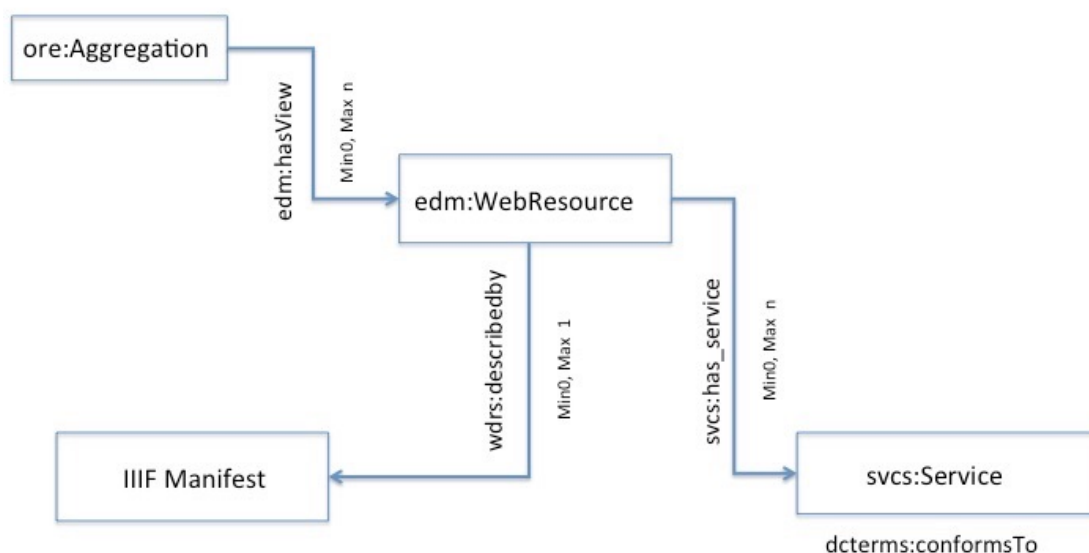 ore:Aggregation
edm:hasView
Min0, Max n
edm:WebResource
wdrs:describedby
Min0, Max 1
svcs:has_service
Min0, Max n
IIIF Manifest
svcs:Service
dcterms:conformsTo